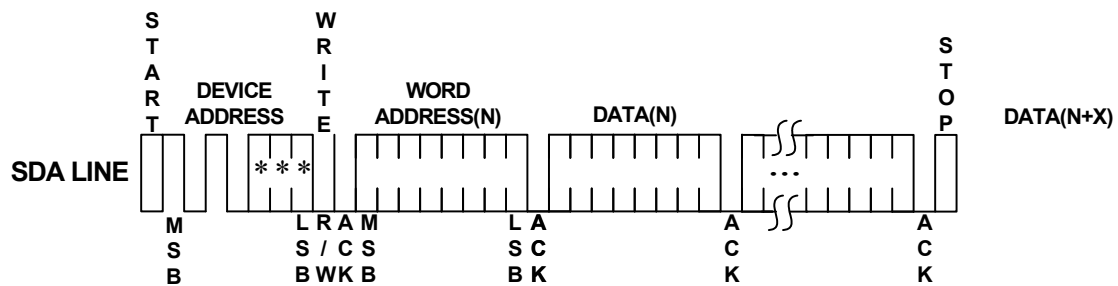 START
WRITE
STOP
DEVICE
ADDRESS
WORD
ADDRESS(N)
DATA(N)
DATA(N+X)
SDA LINE
* * *
...
MSB
LSB
R/W
ACK
MSB
LSB
ACK
ACK
ACK